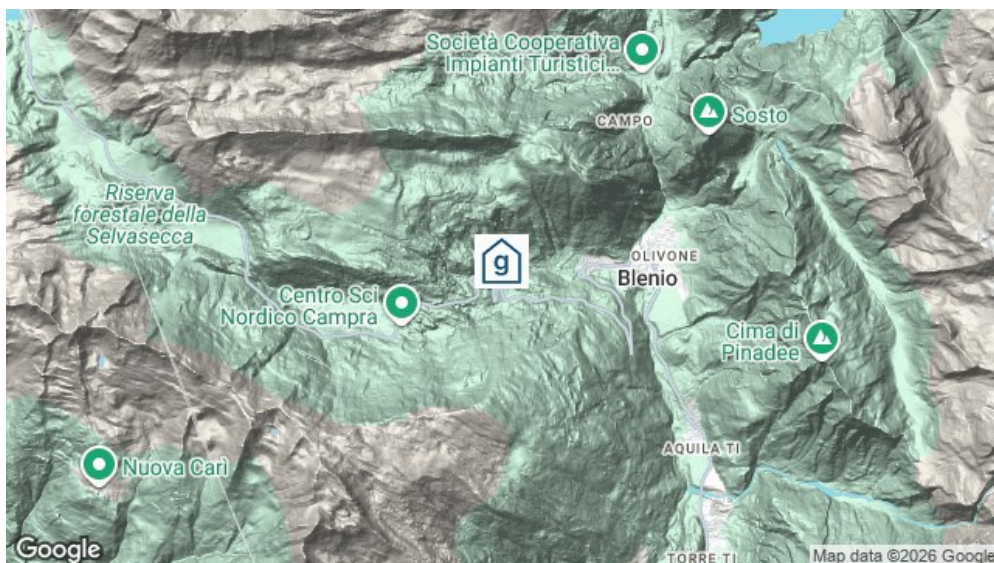 Società Cooperativa
Impianti Turistici...
CAMPO
Sosto
Riserva
forestale della
Selvasecca
g
OLIVONE
Blenio
Centro Sci
Nordico Campra
Cima di
Pinadee
AQUILA TI
Nuova Carì
TORRE TI
Google
Map data ©2026 Google